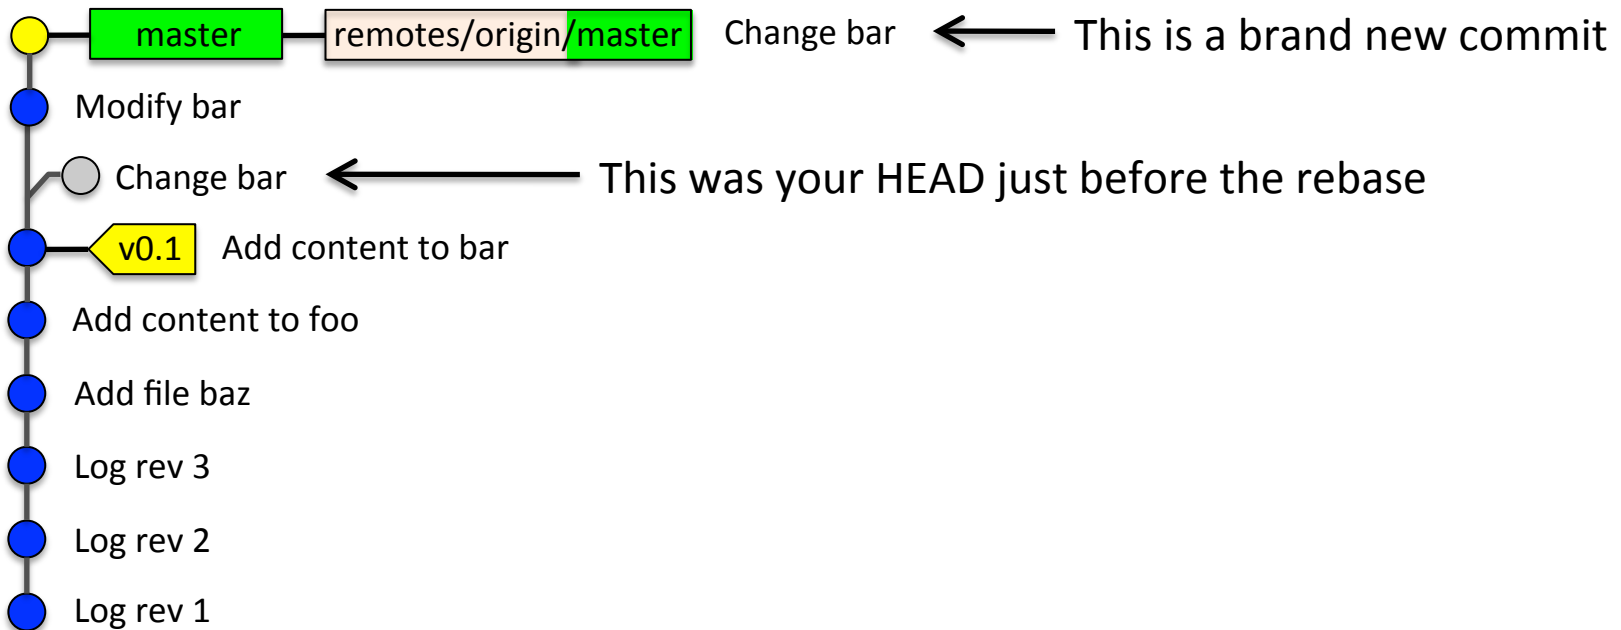 master remotes/origin/master Change bar This is a brand new commit
Modify bar
Change bar This was your HEAD just before the rebase
v0.1 Add content to bar
Add content to foo
Add file baz
Log rev 3
Log rev 2
Log rev 1